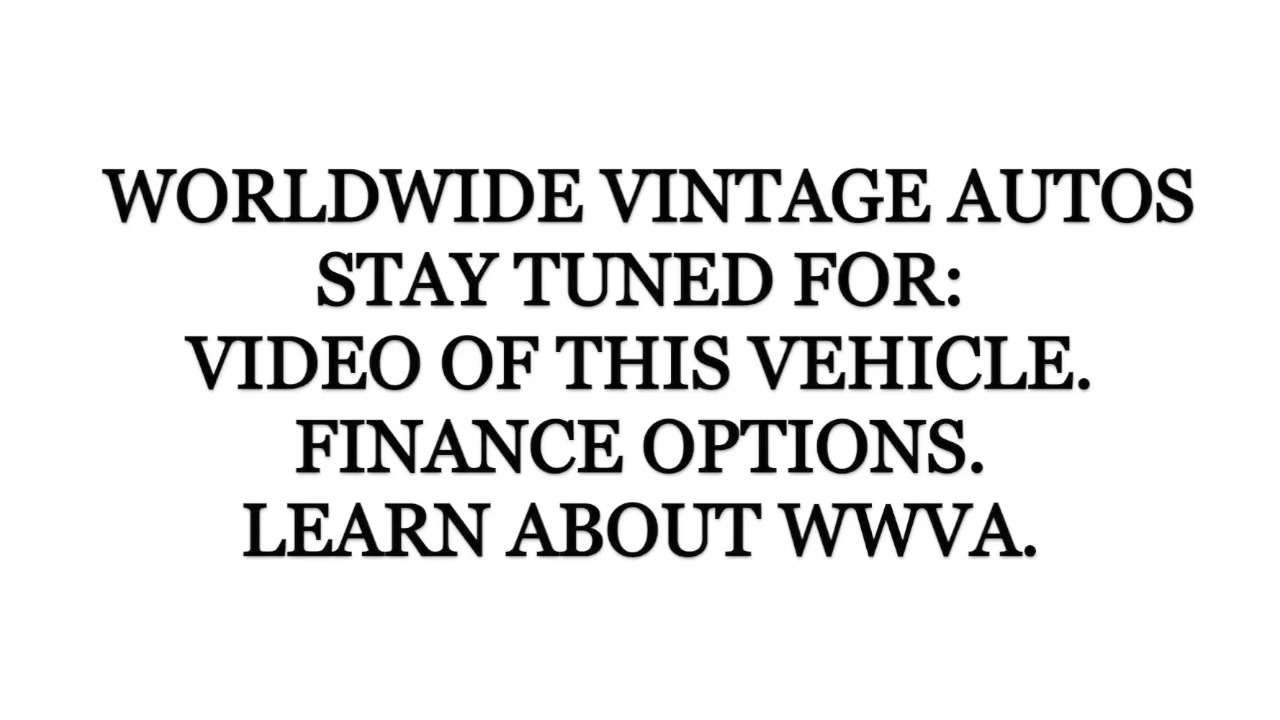 WORLDWIDE VINTAGE AUTOS
STAY TUNED FOR:
VIDEO OF THIS VEHICLE.
FINANCE OPTIONS.
LEARN ABOUT WWVA.